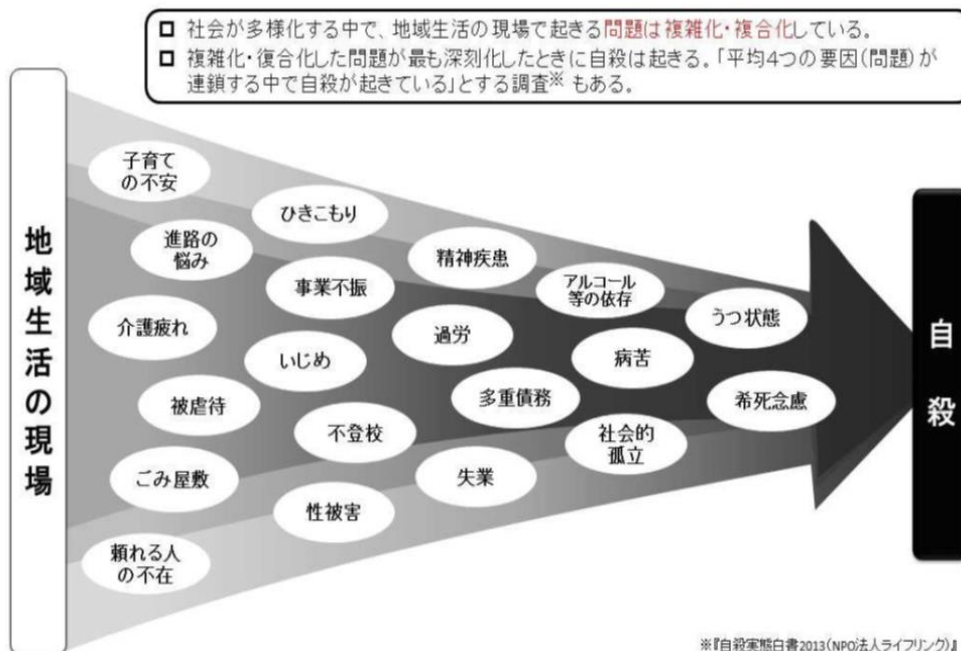 □ 社会が多様化する中で、地域生活の現場で起きる問題は複雑化・複合化している。
□ 複雑化・復合化した問題が最も深刻化したときに自殺は起きる。「平均4つの要因(問題)が
連鎖する中で自殺が起きている」とする調査※ もある。
地域生活の現場
子育て
の不安
進路の
悩み
介護疲れ
被虐待
ごみ屋敷
頼れる人
の不在
ひきこもり
事業不振
いじめ
不登校
性被害
精神疾患
過労
多重債務
失業
アルコール
等の依存
病苦
社会的
孤立
うつ状態
希死念慮
自殺
※『自殺実態白書2013(NPO法人ライフリンク)』